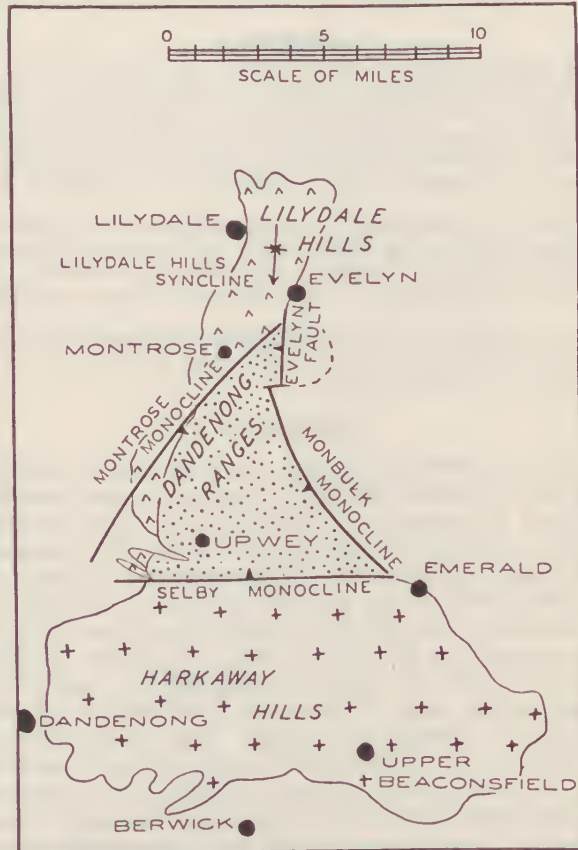 0 5 10
SCALE OF MILES
LILYDALE
LILYDALE
HILLS
LILYDALE HILLS
SYNCLINE
EVELYN
MONTROSE
EVELYN
FAULT
MONTROSE
MONOCLINE
DANDENONG
RANGES
MONBULK
MONOCLINE
UPWEY
EMERALD
SELBY MONOCLINE
HARKAWAY
HILLS
DANDENONG
UPPER
BEACONSFIELD
BERWICK